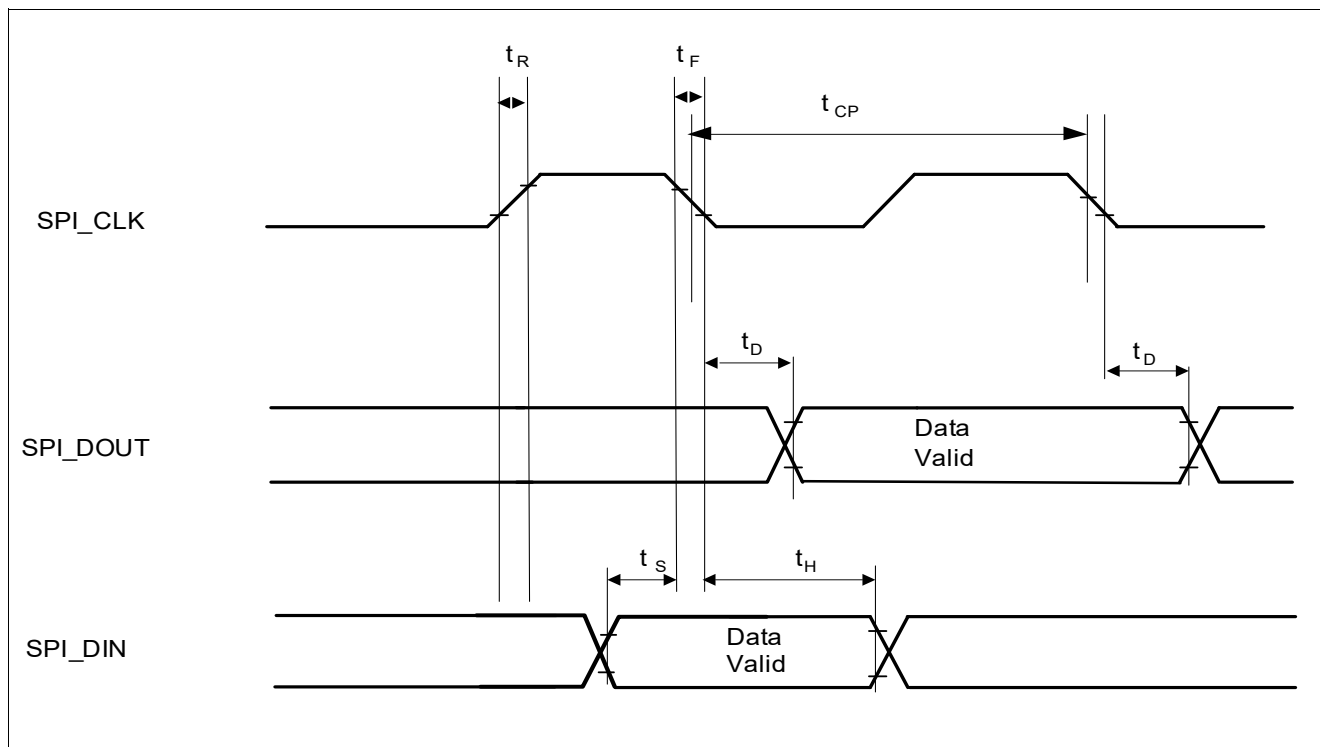 t R
t F
t CP
SPI_CLK
t D
t D
SPI_DOUT
Data
Valid
t S
t H
SPI_DIN
Data
Valid